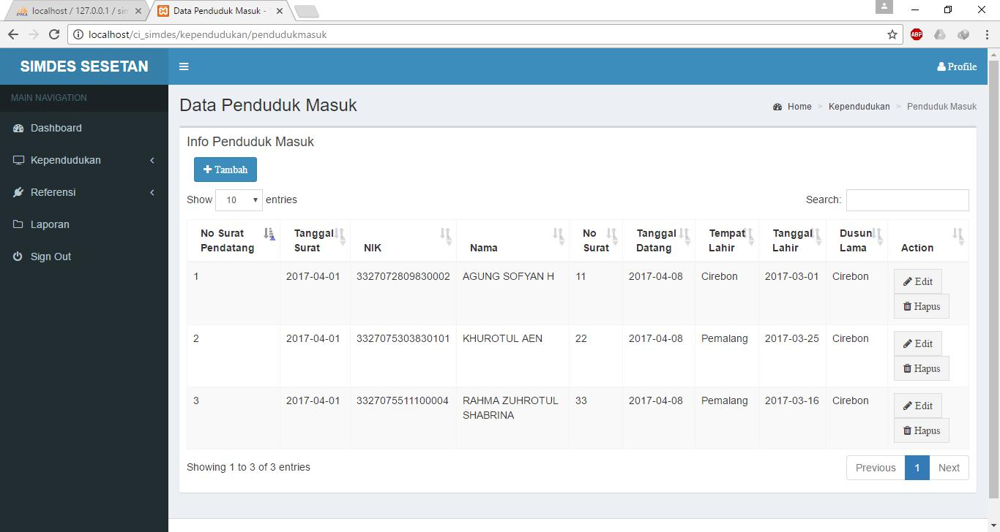 localhost / 127.0.0.1 / sim
Data Penduduk Masuk -
localhost/ci_simdes/kependudukan/pendudukmasuk
ABP
SIMDES SESETAN
Profile
MAIN NAVIGATION
Dashboard
Kependudukan
Referensi
Laporan
Sign Out
Data Penduduk Masuk
Home > Kependudukan > Penduduk Masuk
Info Penduduk Masuk
Tambah
Show 10 entries
Search:
No Surat Pendatang Tanggal Surat NIK Nama No Surat Tanggal Datang Tempat Lahir Tanggal Lahir Dusun Lama Action
1 2017-04-01 3327072809830002 AGUNG SOFYAN H 11 2017-04-08 Cirebon 2017-03-01 Cirebon Edit
Hapus
2 2017-04-01 3327075303830101 KHUROTUL AEN 22 2017-04-08 Pemalang 2017-03-25 Cirebon Edit
Hapus
3 2017-04-01 3327075511100004 RAHMA ZUHROTUL SHABRINA 33 2017-04-08 Pemalang 2017-03-16 Cirebon Edit
Hapus
Showing 1 to 3 of 3 entries
Previous 1 Next